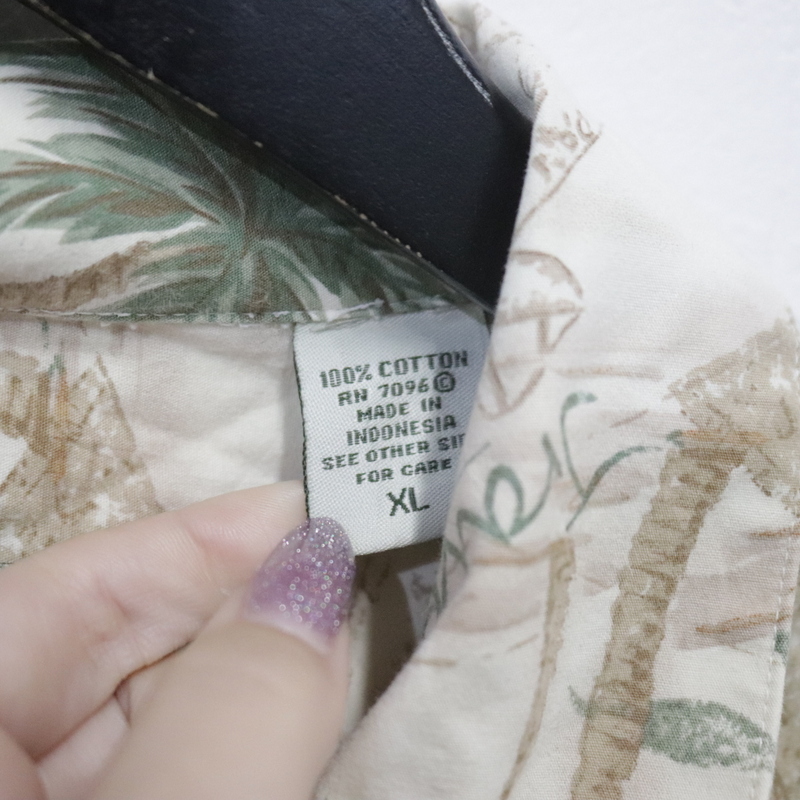 100% COTTON
RN 7096©
MADE IN
INDONESIA
SEE OTHER
FOR CARE
XL